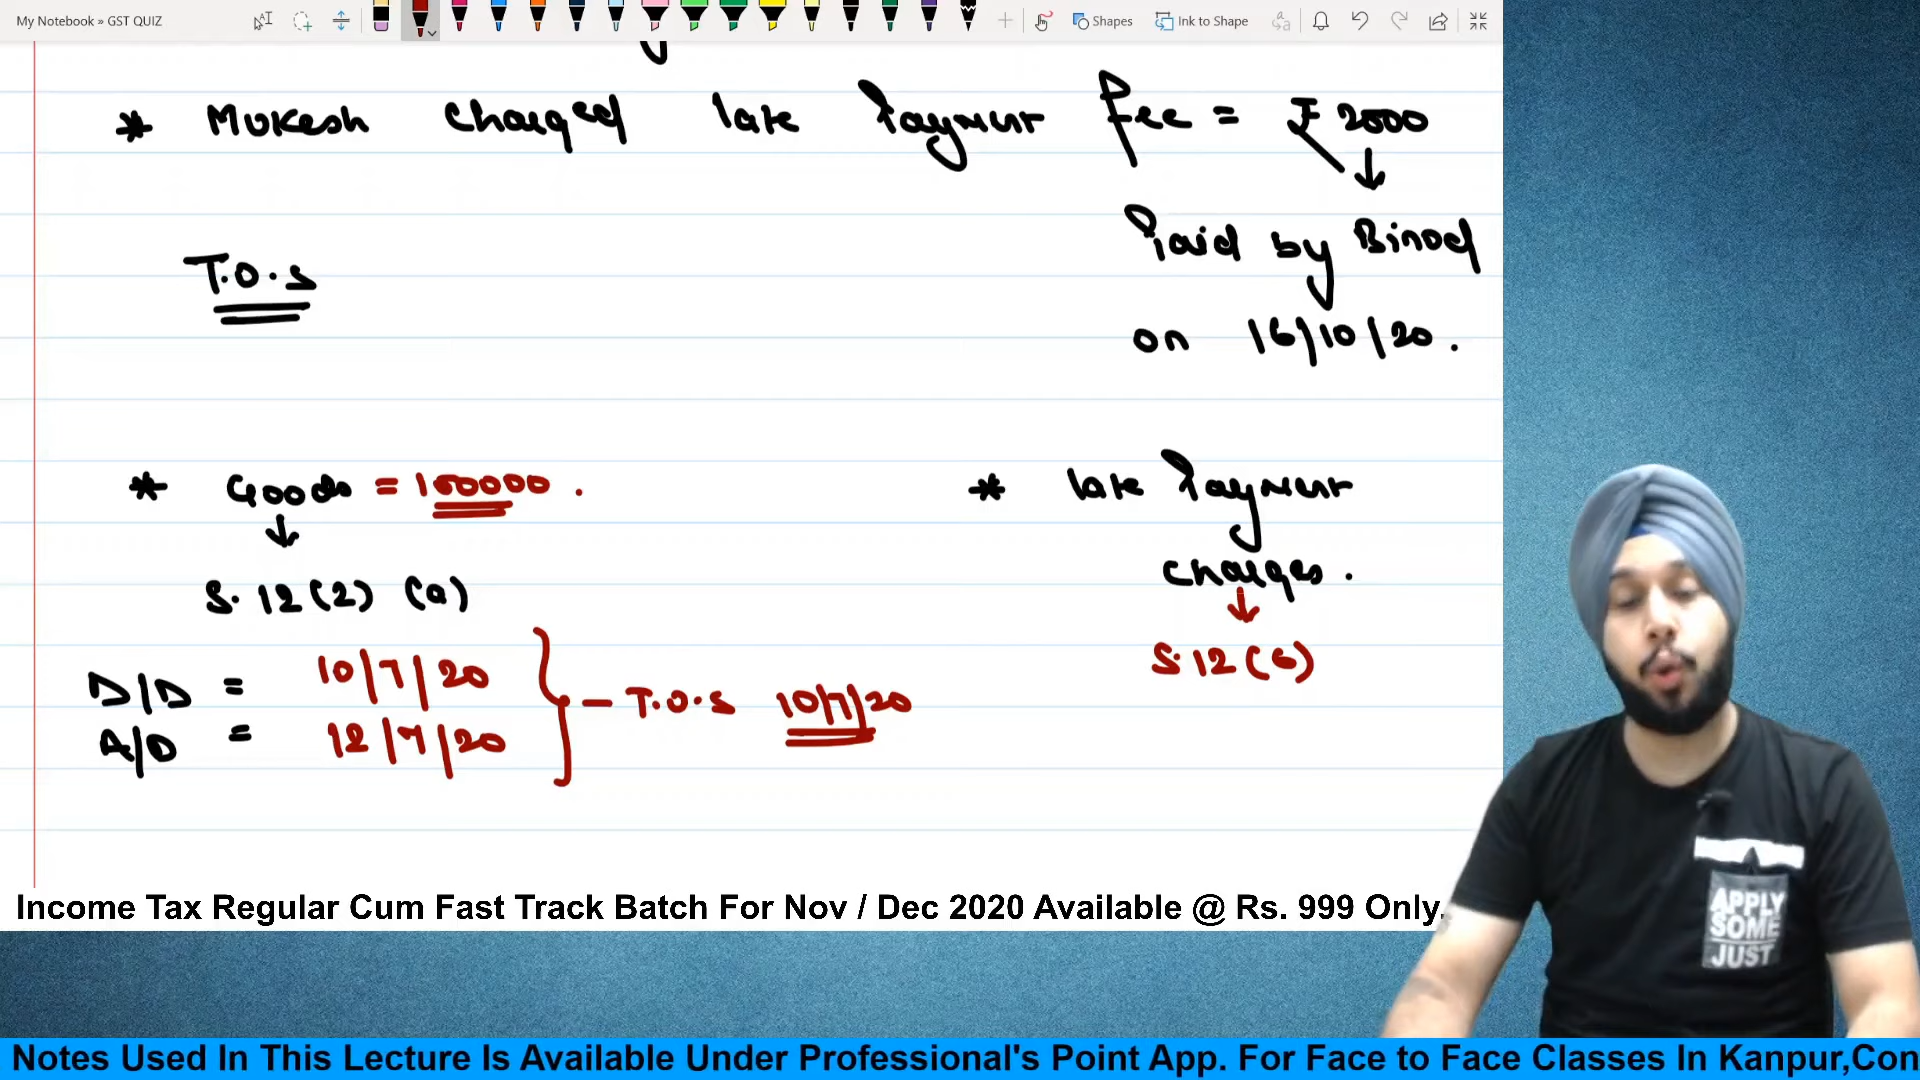 My Notebook » GST QUIZ
Shapes
Ink to Shape
* Mukesh charged late Payment fee = ₹ 2000
Paid by Binod
on 16/10/20.
T.O.S
* Goods = 100000.
S.12(2) (a)
D/D = 10/7/20
A/D = 12/7/20
- T.O.S 10/7/20
* late Payment
charges.
S.12(6)
APPLY
SOME
JUST
Income Tax Regular Cum Fast Track Batch For Nov / Dec 2020 Available @ Rs. 999 Only.
Notes Used In This Lecture Is Available Under Professional's Point App. For Face to Face Classes In Kanpur,Con